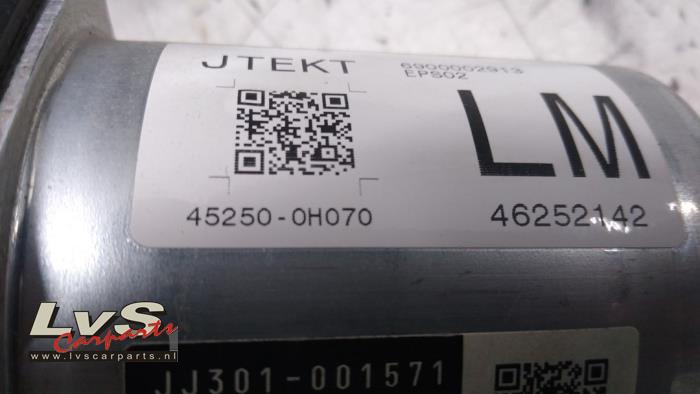 JTEKT
6900002913
EPS02
LM
45250-0H070
46252142
LvS
Carparts
www.lvscarparts.nl
JJ301-001571